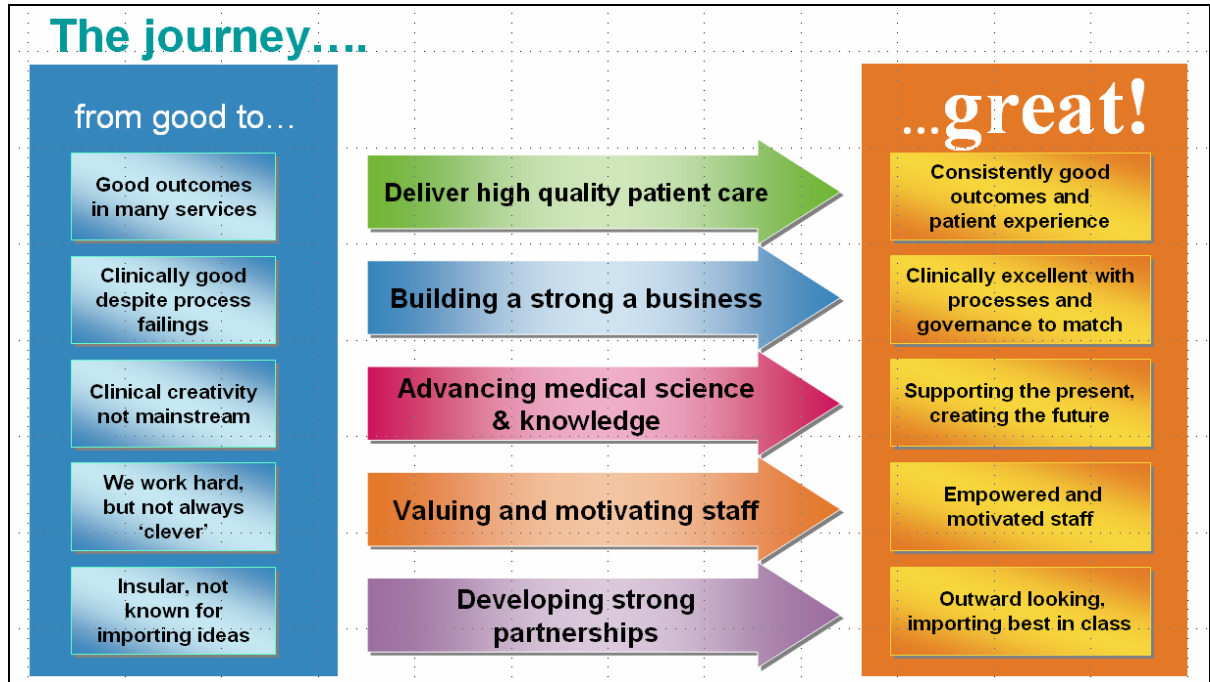 The journey….
from good to…
…great!
Good outcomes
in many services
Deliver high quality patient care
Consistently good
outcomes and
patient experience
Clinically good
despite process
failings
Building a strong a business
Clinically excellent with
processes and
governance to match
Clinical creativity
not mainstream
Advancing medical science
& knowledge
Supporting the present,
creating the future
We work hard,
but not always
‘clever’
Valuing and motivating staff
Empowered and
motivated staff
Insular, not
known for
importing ideas
Developing strong
partnerships
Outward looking,
importing best in class